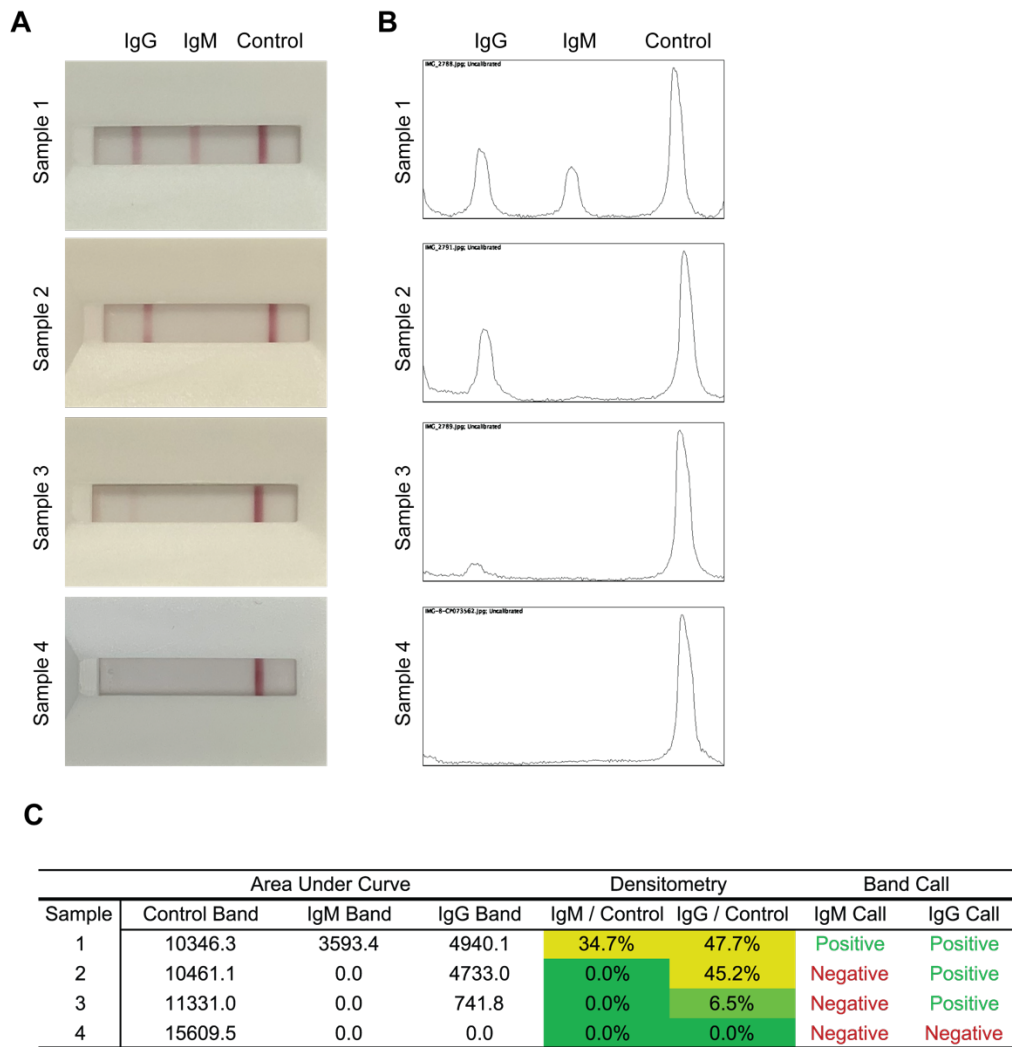 A
IgG IgM Control
Sample 1
Sample 2
Sample 3
Sample 4
B
IgG IgM Control
IMG_2788.jpg; Uncalibrated
Sample 1
IMG_2791.jpg; Uncalibrated
Sample 2
IMG_2789.jpg; Uncalibrated
Sample 3
IMG-8-CP073562.jpg; Uncalibrated
Sample 4
C
Area Under Curve Densitometry Band Call
Sample Control Band IgM Band IgG Band IgM / Control IgG / Control IgM Call IgG Call
1 10346.3 3593.4 4940.1 34.7% 47.7% Positive Positive
2 10461.1 0.0 4733.0 0.0% 45.2% Negative Positive
3 11331.0 0.0 741.8 0.0% 6.5% Negative Positive
4 15609.5 0.0 0.0 0.0% 0.0% Negative Negative